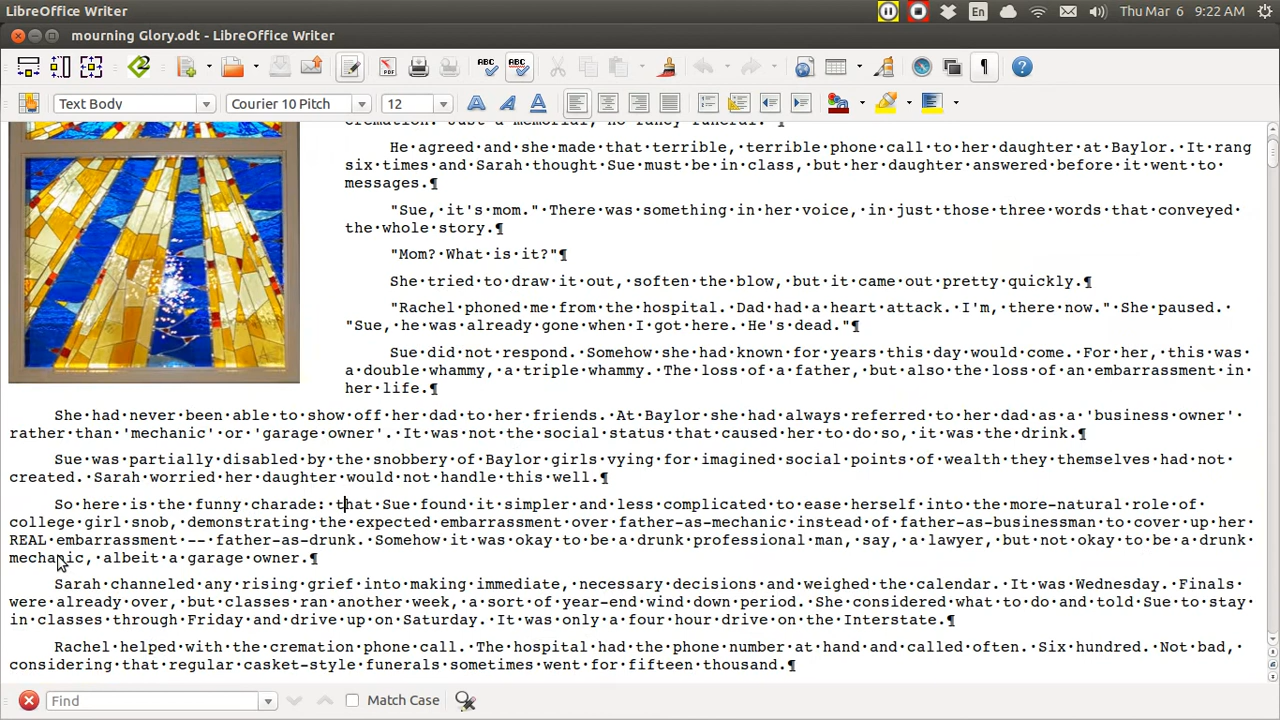 LibreOffice Writer
En
Thu Mar 6
9:22 AM
mourning Glory.odt - LibreOffice Writer
Text Body
Courier 10 Pitch
12
cremation. Just a memorial, no fancy funeral."
He agreed and she made that terrible, terrible phone call to her daughter at Baylor. It rang
six times and Sarah thought Sue must be in class, but her daughter answered before it went to
messages.¶
"Sue, it's mom." There was something in her voice, in just those three words that conveyed
the whole story.¶
"Mom? What is it?"¶
She tried to draw it out, soften the blow, but it came out pretty quickly.¶
"Rachel phoned me from the hospital. Dad had a heart attack. I'm, there now." She paused.
"Sue, he was already gone when I got here. He's dead."¶
Sue did not respond. Somehow she had known for years this day would come. For her, this was
a double whammy, a triple whammy. The loss of a father, but also the loss of an embarrassment in
her life.¶
She had never been able to show off her dad to her friends. At Baylor she had always referred to her dad as a 'business owner'
rather than 'mechanic' or 'garage owner'. It was not the social status that caused her to do so, it was the drink.¶
Sue was partially disabled by the snobbery of Baylor girls vying for imagined social points of wealth they themselves had not
created. Sarah worried her daughter would not handle this well.¶
So here is the funny charade: that Sue found it simpler and less complicated to ease herself into the more-natural role of
college girl snob, demonstrating the expected embarrassment over father-as-mechanic instead of father-as-businessman to cover up her
REAL embarrassment -- father-as-drunk. Somehow it was okay to be a drunk professional man, say, a lawyer, but not okay to be a drunk
mechanic, albeit a garage owner.¶
Sarah channeled any rising grief into making immediate, necessary decisions and weighed the calendar. It was Wednesday. Finals
were already over, but classes ran another week, a sort of year-end wind down period. She considered what to do and told Sue to stay
in classes through Friday and drive up on Saturday. It was only a four hour drive on the Interstate.¶
Rachel helped with the cremation phone call. The hospital had the phone number at hand and called often. Six hundred. Not bad,
considering that regular casket-style funerals sometimes went for fifteen thousand.¶
Find
Match Case